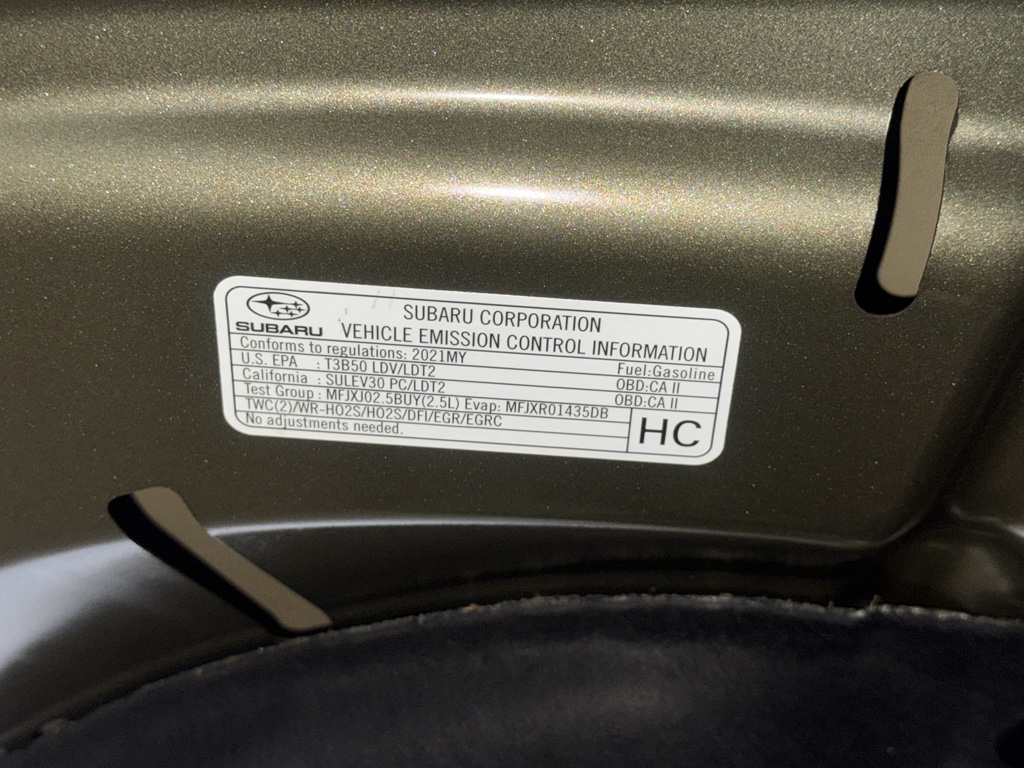 SUBARU
SUBARU CORPORATION
VEHICLE EMISSION CONTROL INFORMATION
Conforms to regulations: 2021MY Fuel:Gasoline
U.S. EPA : T3B50 LDV/LDT2 OBD:CA II
California : SULEV30 PC/LDT2 OBD:CA II
Test Group : MFJXJ02.5BUY(2.5L) Evap: MFJXR01435DB
TWC(2)/WR-HO2S/HO2S/DFI/EGR/EGRC
No adjustments needed.
HC